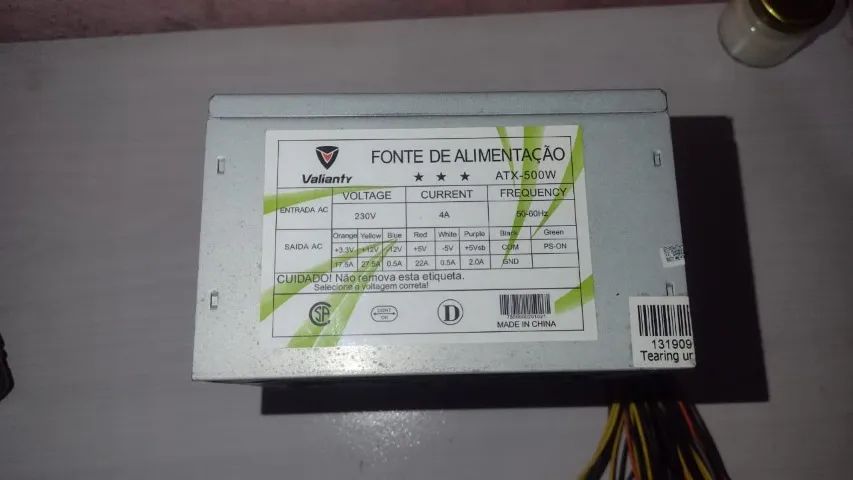 Valianty
FONTE DE ALIMENTAÇÃO
★ ★ ★ ATX-500W
VOLTAGE CURRENT FREQUENCY
ENTRADA AC 230V 4A 50-60Hz
Orange Yellow Blue Red White Purple Black Green
SAIDA AC +3.3V +12V -12V +5V -5V +5Vsb COM PS-ON
17.5A 27.5A 0.5A 22A 0.5A 2.0A GND
CUIDADO! Não remova esta etiqueta.
Selecione a voltagem correta!
D
MADE IN CHINA
131909
Tearing ur